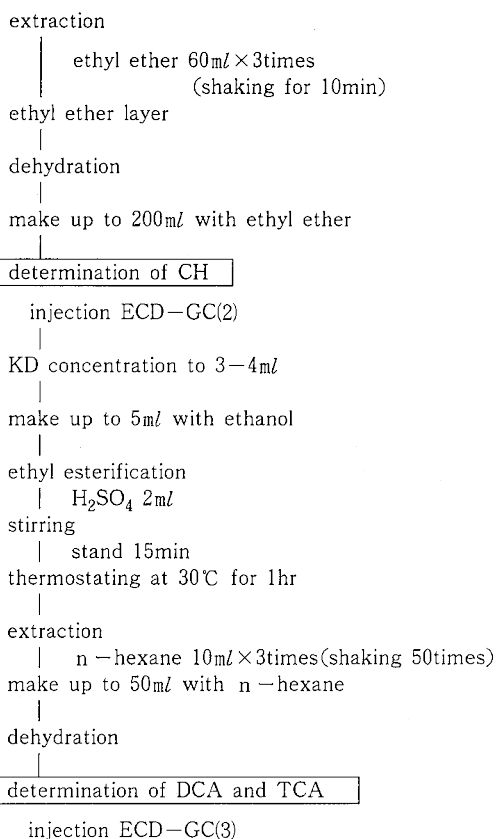 extraction
ethyl ether 60ml×3times
(shaking for 10min)
ethyl ether layer
dehydration
make up to 200ml with ethyl ether
determination of CH
injection ECD−GC(2)
KD concentration to 3−4ml
make up to 5ml with ethanol
ethyl esterification
H₂SO₄ 2ml
stirring
stand 15min
thermostating at 30℃ for 1hr
extraction
n−hexane 10ml×3times(shaking 50times)
make up to 50ml with n−hexane
dehydration
determination of DCA and TCA
injection ECD−GC(3)